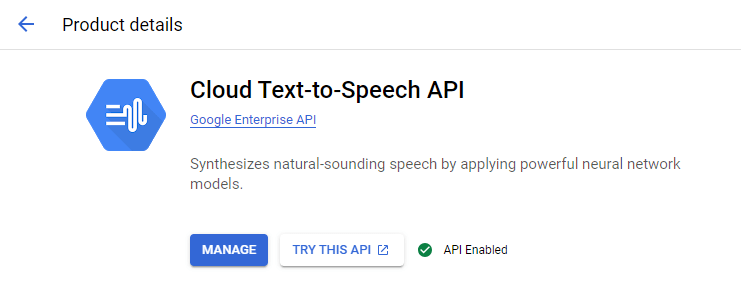 Product details
Cloud Text-to-Speech API
Google Enterprise API
Synthesizes natural-sounding speech by applying powerful neural network
models.
MANAGE TRY THIS API API Enabled